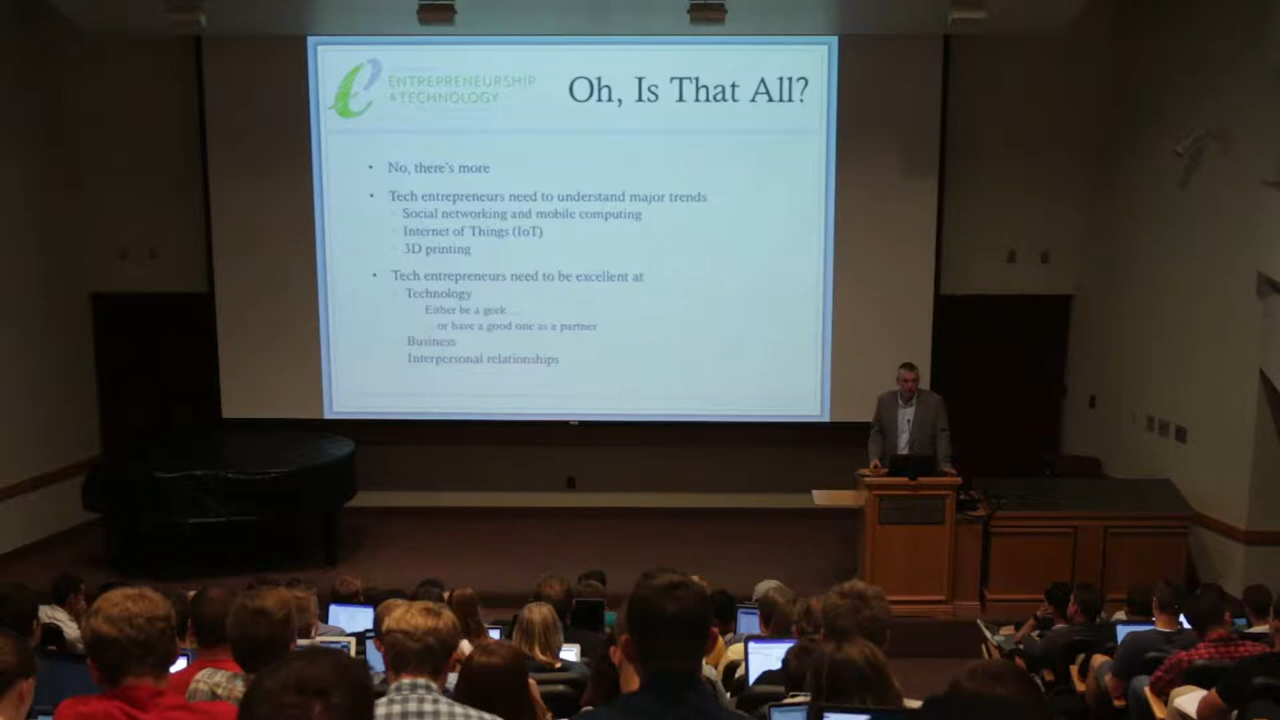 ENTREPRENEURSHIP
& TECHNOLOGY
Oh, Is That All?
• No, there's more
• Tech entrepreneurs need to understand major trends
Social networking and mobile computing
Internet of Things (IoT)
3D printing
• Tech entrepreneurs need to be excellent at
Technology
Either be a geek...
...or have a good one as a partner
Business
Interpersonal relationships